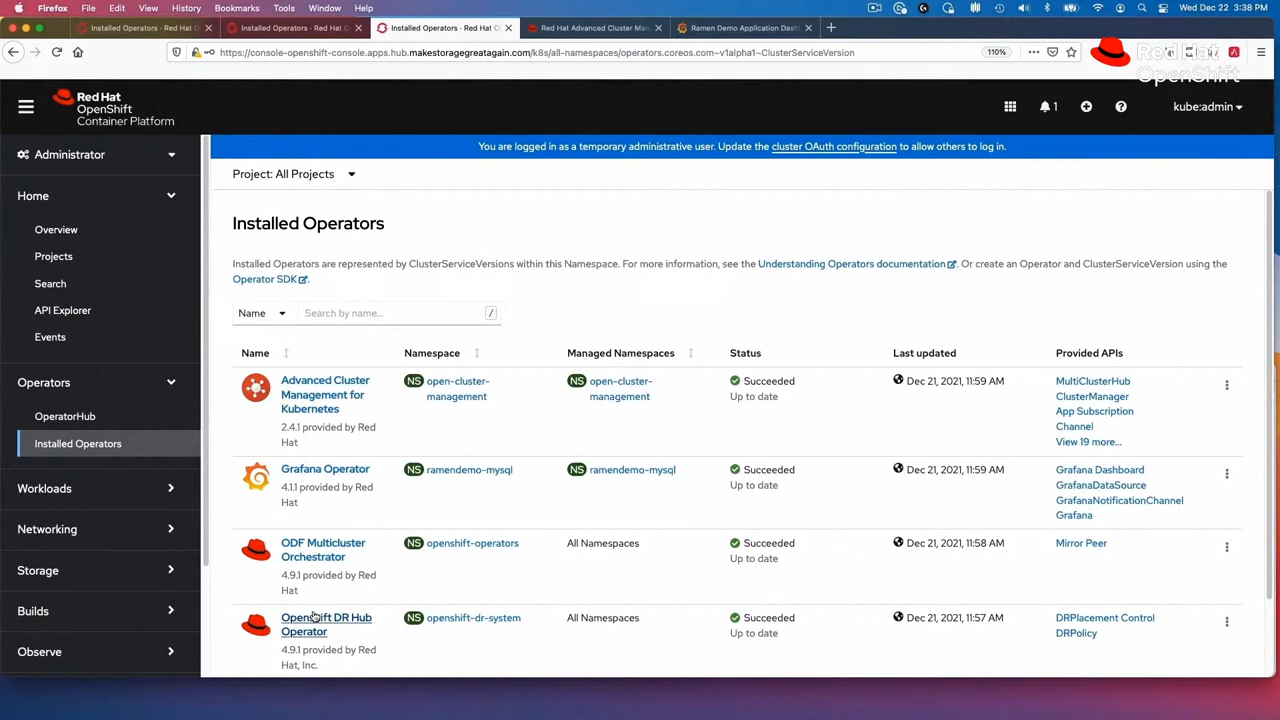 Firefox File Edit View History Bookmarks Tools Window Help
Wed Dec 22 3:38 PM
Installed Operators · Red Hat O
Installed Operators · Red Hat O
Installed Operators · Red Hat O
Red Hat Advanced Cluster Man
Ramen Demo Application Dash
https://console-openshift-console.apps.hub.makestoragegreatagain.com/k8s/all-namespaces/operators.coreos.com~v1alpha1~ClusterServiceVersion
110%
Red Hat
OpenShift
Red Hat
OpenShift
Container Platform
1
kube:admin
Administrator
You are logged in as a temporary administrative user. Update the cluster OAuth configuration to allow others to log in.
Project: All Projects
Home
Overview
Projects
Search
API Explorer
Events
Operators
OperatorHub
Installed Operators
Workloads
Networking
Storage
Builds
Observe
Installed Operators
Installed Operators are represented by ClusterServiceVersions within this Namespace. For more information, see the Understanding Operators documentation. Or create an Operator and ClusterServiceVersion using the
Operator SDK.
Name Search by name... /
Name Namespace Managed Namespaces Status Last updated Provided APIs
Advanced Cluster
Management for
Kubernetes
2.4.1 provided by Red
Hat
NS open-cluster-
management
NS open-cluster-
management
Succeeded
Up to date
Dec 21, 2021, 11:59 AM
MultiClusterHub
ClusterManager
App Subscription
Channel
View 19 more...
Grafana Operator
4.1.1 provided by Red
Hat
NS ramendemo-mysql
NS ramendemo-mysql
Succeeded
Up to date
Dec 21, 2021, 11:59 AM
Grafana Dashboard
GrafanaDataSource
GrafanaNotificationChannel
Grafana
ODF Multicluster
Orchestrator
4.9.1 provided by Red
Hat
NS openshift-operators
All Namespaces
Succeeded
Up to date
Dec 21, 2021, 11:58 AM
Mirror Peer
Openshift DR Hub
Operator
4.9.1 provided by Red
Hat, Inc.
NS openshift-dr-system
All Namespaces
Succeeded
Up to date
Dec 21, 2021, 11:57 AM
DRPlacement Control
DRPolicy